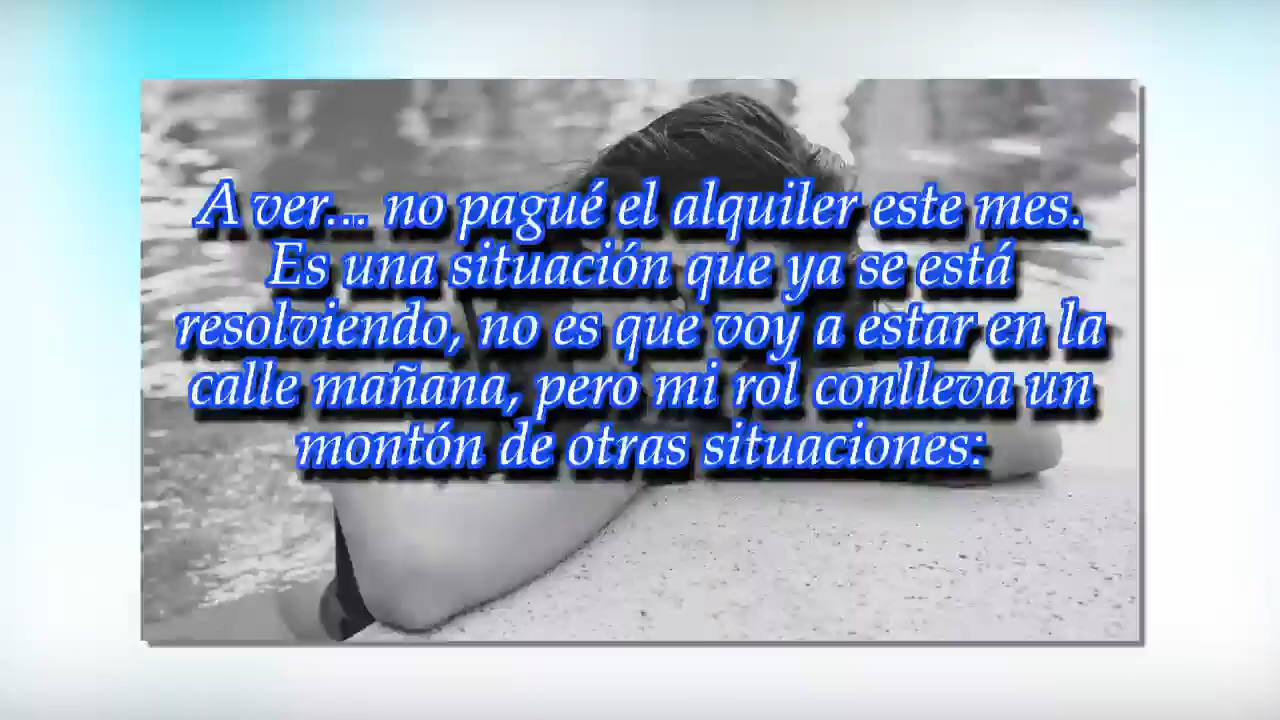 A ver... no pagué el alquiler este mes.
Es una situación que ya se está
resolviendo, no es que voy a estar en la
calle mañana, pero mi rol conlleva un
montón de otras situaciones: